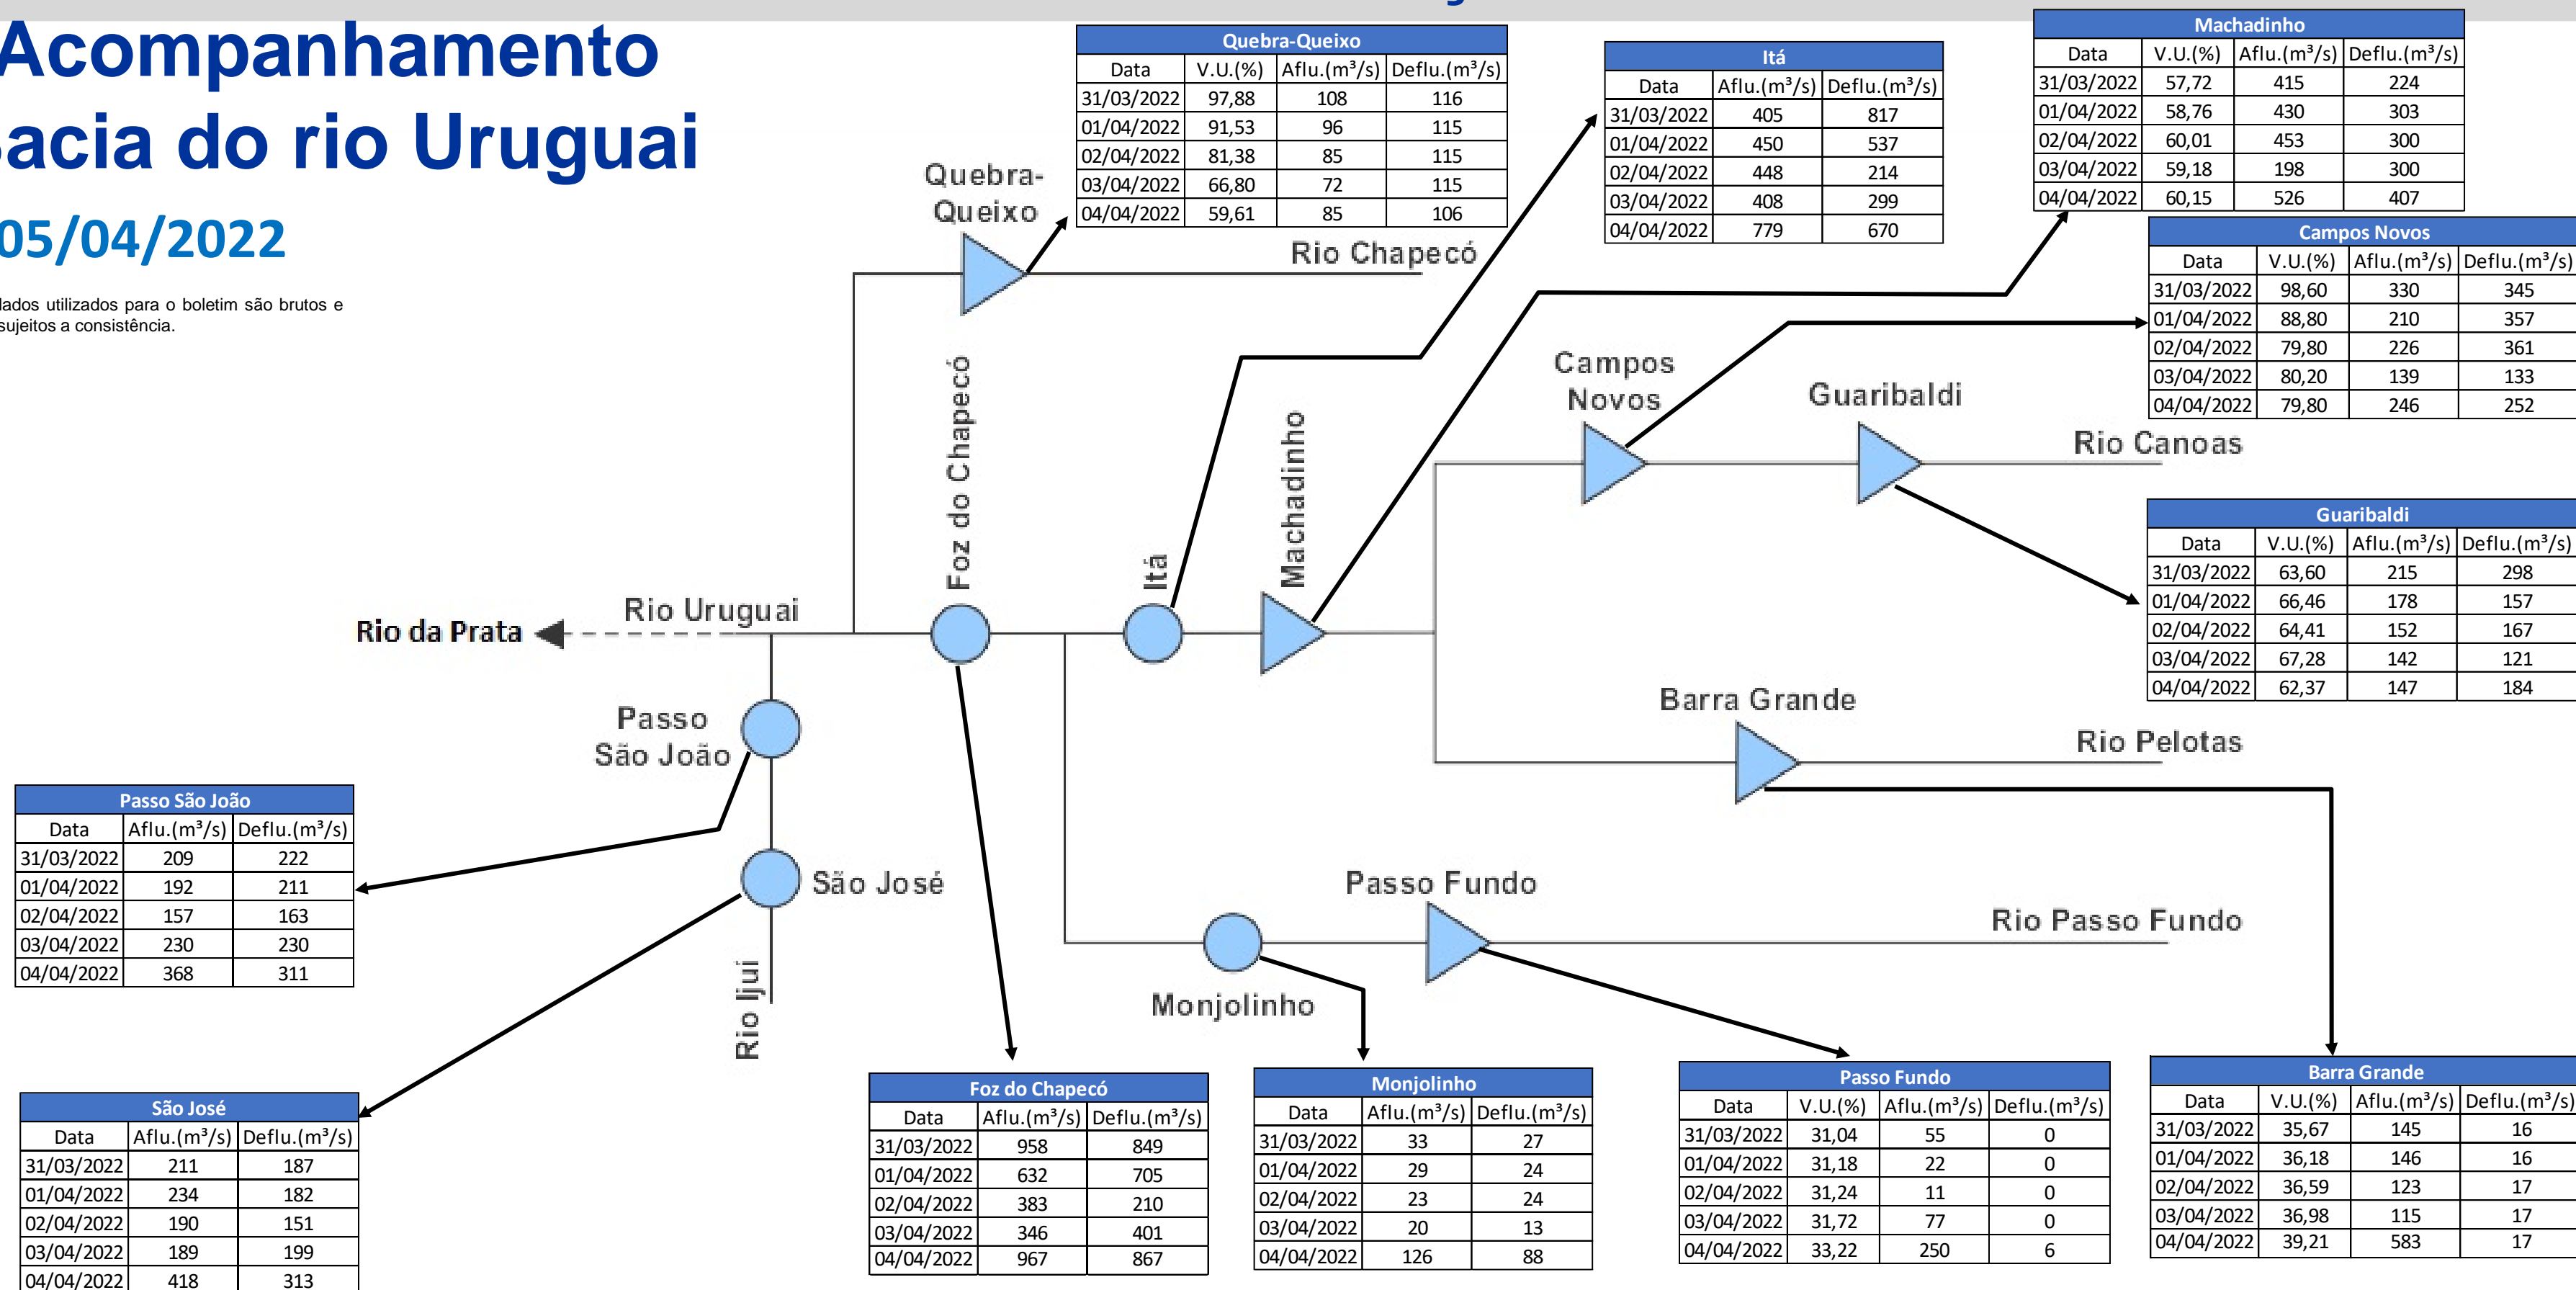 Acompanhamento
acia do rio Uruguai
05/04/2022
dados utilizados para o boletim são brutos e
sujeitos a consistência.
Quebra-Queixo
Data V.U.(%) Aflu.(m³/s) Deflu.(m³/s)
31/03/2022 97,88 108 116
01/04/2022 91,53 96 115
02/04/2022 81,38 85 115
03/04/2022 66,80 72 115
04/04/2022 59,61 85 106
Itá
Data Aflu.(m³/s) Deflu.(m³/s)
31/03/2022 405 817
01/04/2022 450 537
02/04/2022 448 214
03/04/2022 408 299
04/04/2022 779 670
Machadinho
Data V.U.(%) Aflu.(m³/s) Deflu.(m³/s)
31/03/2022 57,72 415 224
01/04/2022 58,76 430 303
02/04/2022 60,01 453 300
03/04/2022 59,18 198 300
04/04/2022 60,15 526 407
Campos Novos
Data V.U.(%) Aflu.(m³/s) Deflu.(m³/s)
31/03/2022 98,60 330 345
01/04/2022 88,80 210 357
02/04/2022 79,80 226 361
03/04/2022 80,20 139 133
04/04/2022 79,80 246 252
Guaribaldi
Data V.U.(%) Aflu.(m³/s) Deflu.(m³/s)
31/03/2022 63,60 215 298
01/04/2022 66,46 178 157
02/04/2022 64,41 152 167
03/04/2022 67,28 142 121
04/04/2022 62,37 147 184
Quebra-
Queixo
Rio Chapecó
Foz do Chapecó
Itá
Machadinho
Campos
Novos
Guaribaldi
Rio Canoas
Rio da Prata
Rio Uruguai
Passo
São João
Barra Grande
Rio Pelotas
São José
Rio Ijui
Passo Fundo
Rio Passo Fundo
Monjolinho
Passo São João
Data Aflu.(m³/s) Deflu.(m³/s)
31/03/2022 209 222
01/04/2022 192 211
02/04/2022 157 163
03/04/2022 230 230
04/04/2022 368 311
São José
Data Aflu.(m³/s) Deflu.(m³/s)
31/03/2022 211 187
01/04/2022 234 182
02/04/2022 190 151
03/04/2022 189 199
04/04/2022 418 313
Foz do Chapecó
Data Aflu.(m³/s) Deflu.(m³/s)
31/03/2022 958 849
01/04/2022 632 705
02/04/2022 383 210
03/04/2022 346 401
04/04/2022 967 867
Monjolinho
Data Aflu.(m³/s) Deflu.(m³/s)
31/03/2022 33 27
01/04/2022 29 24
02/04/2022 23 24
03/04/2022 20 13
04/04/2022 126 88
Passo Fundo
Data V.U.(%) Aflu.(m³/s) Deflu.(m³/s)
31/03/2022 31,04 55 0
01/04/2022 31,18 22 0
02/04/2022 31,24 11 0
03/04/2022 31,72 77 0
04/04/2022 33,22 250 6
Barra Grande
Data V.U.(%) Aflu.(m³/s) Deflu.(m³/s)
31/03/2022 35,67 145 16
01/04/2022 36,18 146 16
02/04/2022 36,59 123 17
03/04/2022 36,98 115 17
04/04/2022 39,21 583 17